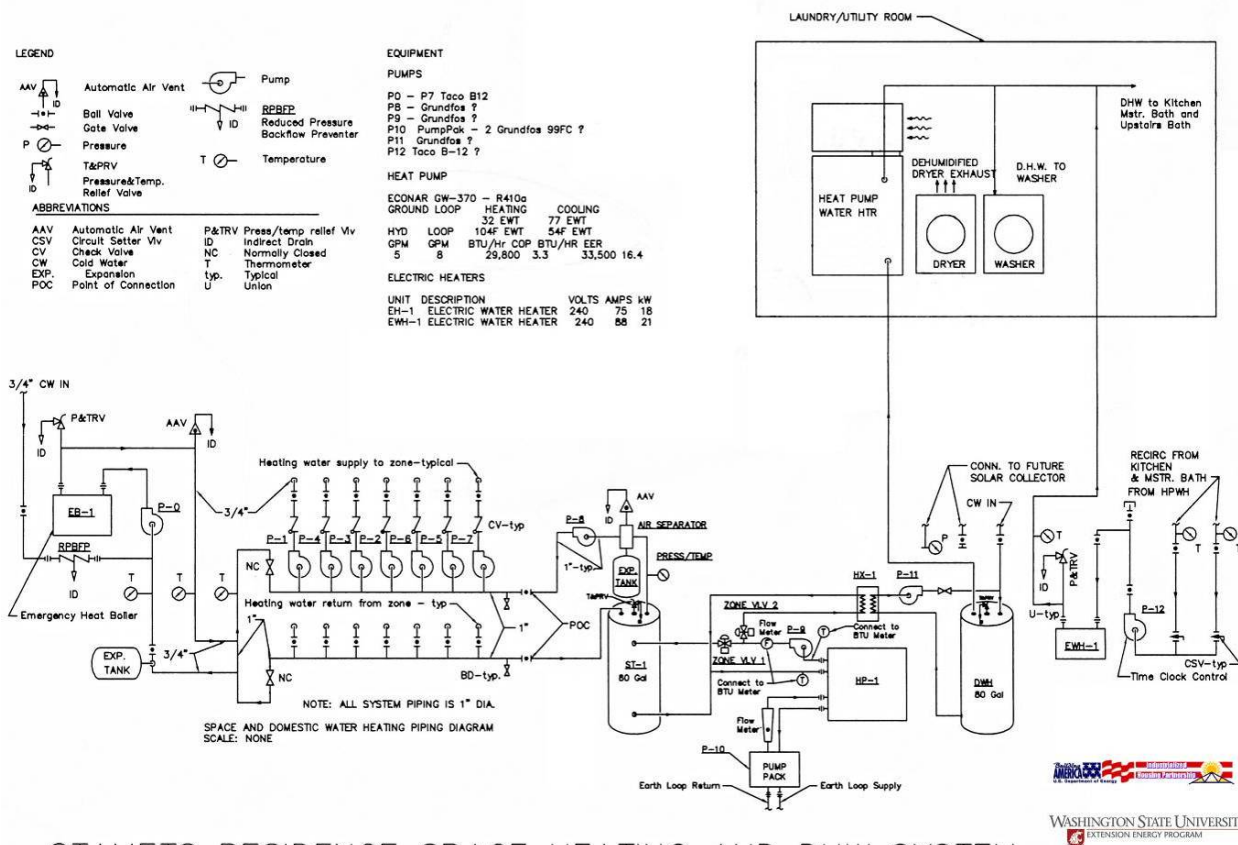 LAUNDRY/UTILITY ROOM
LEGEND
AAV
ID
Automatic Air Vent
Ball Valve
Gate Valve
P
Pressure
ID
T&PRV
Pressure&Temp.
Relief Valve
Pump
RPBFP
ID
Reduced Pressure
Backflow Preventer
T
Temperature
ABBREVIATIONS
AAV Automatic Air Vent P&TRV Press/temp relief Vlv
CSV Circuit Setter Vlv ID Indirect Drain
CV Check Valve NC Normally Closed
CW Cold Water T Thermometer
EXP. Expansion typ. Typical
POC Point of Connection U Union
EQUIPMENT
PUMPS
P0 - P7 Taco B12
P8 - Grundfos ?
P9 - Grundfos ?
P10 PumpPak - 2 Grundfos 99FC ?
P11 Grundfos ?
P12 Taco B-12 ?
HEAT PUMP
ECONAR GW-370 - R410a
GROUND LOOP HEATING COOLING
32 EWT 77 EWT
HYD LOOP 104F EWT 54F EWT
GPM GPM BTU/Hr COP BTU/HR EER
5 8 29,800 3.3 33,500 16.4
ELECTRIC HEATERS
UNIT DESCRIPTION VOLTS AMPS kW
EH-1 ELECTRIC WATER HEATER 240 75 18
EWH-1 ELECTRIC WATER HEATER 240 88 21
DHW to Kitchen
Mstr. Bath and
Upstairs Bath
DEHUMIDIFIED
DRYER EXHAUST
D.H.W. TO
WASHER
HEAT PUMP
WATER HTR
DRYER
WASHER
3/4" CW IN
P&TRV
ID
AAV
ID
EB-1
P-0
RPBFP
ID
Emergency Heat Boiler
T
T
T
3/4"
Heating water supply to zone-typical
CV-typ
P-1
P-4
P-3
P-2
P-6
P-5
P-7
NC
Heating water return from zone - typ
1"
3/4"
EXP.
TANK
NC
1"
BD-typ.
POC
NOTE: ALL SYSTEM PIPING IS 1" DIA.
SPACE AND DOMESTIC WATER HEATING PIPING DIAGRAM
SCALE: NONE
P-8
1"-typ.
AAV
ID
AIR SEPARATOR
EXP.
TANK
PRESS/TEMP
T&PRV
ST-1
80 Gal
ZONE VLV 2
ZONE VLV 1
Flow
Meter
F
P-9
T
Connect to
BTU Meter
Connect to
BTU Meter
T
HX-1
P-11
HP-1
Flow
Meter
P-10
PUMP
PACK
Earth Loop Return
Earth Loop Supply
CONN. TO FUTURE
SOLAR COLLECTOR
P
CW IN
DWH
80 Gal
T
ID
P&TRV
U-typ
EWH-1
RECIRC FROM
KITCHEN
& MSTR. BATH
FROM HPWH
T
T
P-12
CSV-typ
Time Clock Control
Building
AMERICA
U.S. Department of Energy
Industrialized
Housing Partnership
WASHINGTON STATE UNIVERSIT
EXTENSION ENERGY PROGRAM